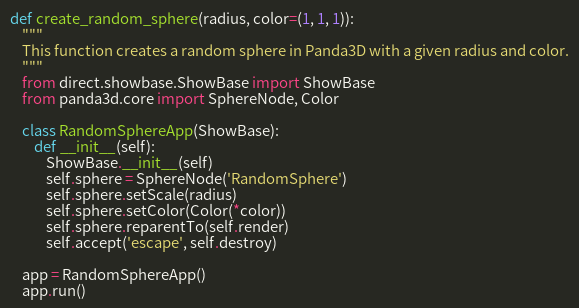 def create_random_sphere(radius, color=(1, 1, 1)):
    """
    This function creates a random sphere in Panda3D with a given radius and color.
    """
    from direct.showbase.ShowBase import ShowBase
    from panda3d.core import SphereNode, Color

    class RandomSphereApp(ShowBase):
        def __init__(self):
            ShowBase.__init__(self)
            self.sphere = SphereNode('RandomSphere')
            self.sphere.setScale(radius)
            self.sphere.setColor(Color(*color))
            self.sphere.reparentTo(self.render)
            self.accept('escape', self.destroy)

    app = RandomSphereApp()
    app.run()